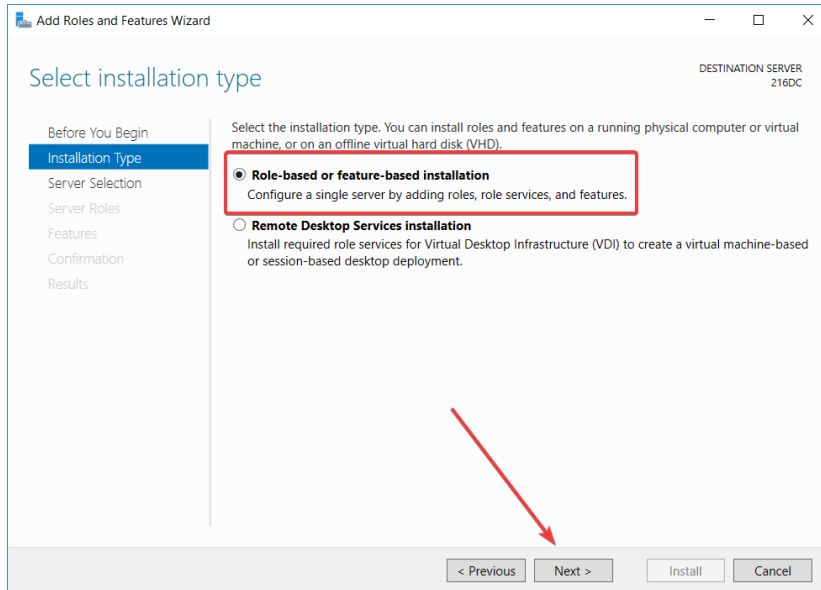 Add Roles and Features Wizard
Select installation type
DESTINATION SERVER
216DC
Before You Begin
Installation Type
Server Selection
Server Roles
Features
Confirmation
Results
Select the installation type. You can install roles and features on a running physical computer or virtual
machine, or on an offline virtual hard disk (VHD).
Role-based or feature-based installation
Configure a single server by adding roles, role services, and features.
Remote Desktop Services installation
Install required role services for Virtual Desktop Infrastructure (VDI) to create a virtual machine-based
or session-based desktop deployment.
< Previous
Next >
Install
Cancel